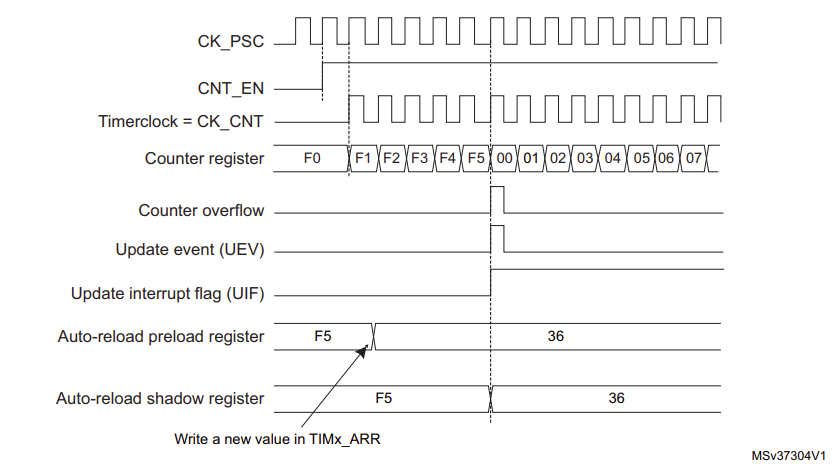 CK_PSC
CNT_EN
Timerclock = CK_CNT
Counter register F0 F1 F2 F3 F4 F5 00 01 02 03 04 05 06 07
Counter overflow
Update event (UEV)
Update interrupt flag (UIF)
Auto-reload preload register F5 36
Auto-reload shadow register F5 36
Write a new value in TIMx_ARR
MSv37304V1